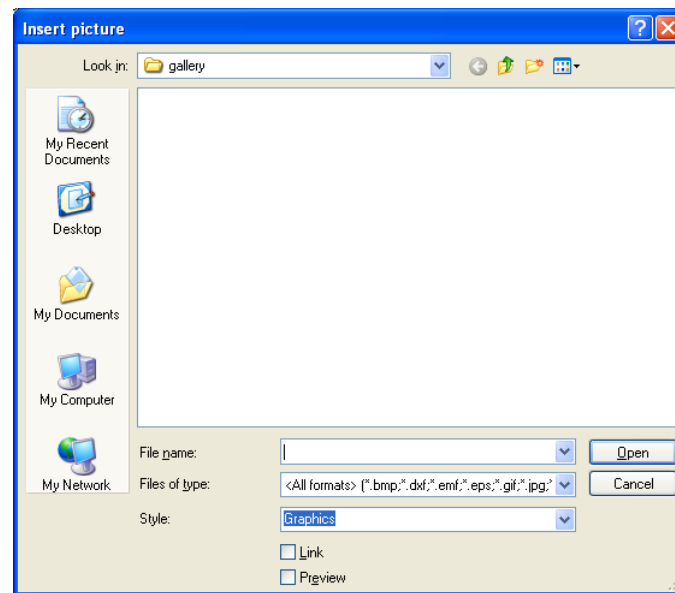 Insert picture
Look in:
gallery
My Recent
Documents
Desktop
My Documents
My Computer
My Network
File name:
Open
Files of type:
<All formats> (*.bmp;*.dxf;*.emf;*.eps;*.gif;*.jpg;*
Cancel
Style:
Graphics
Link
Preview